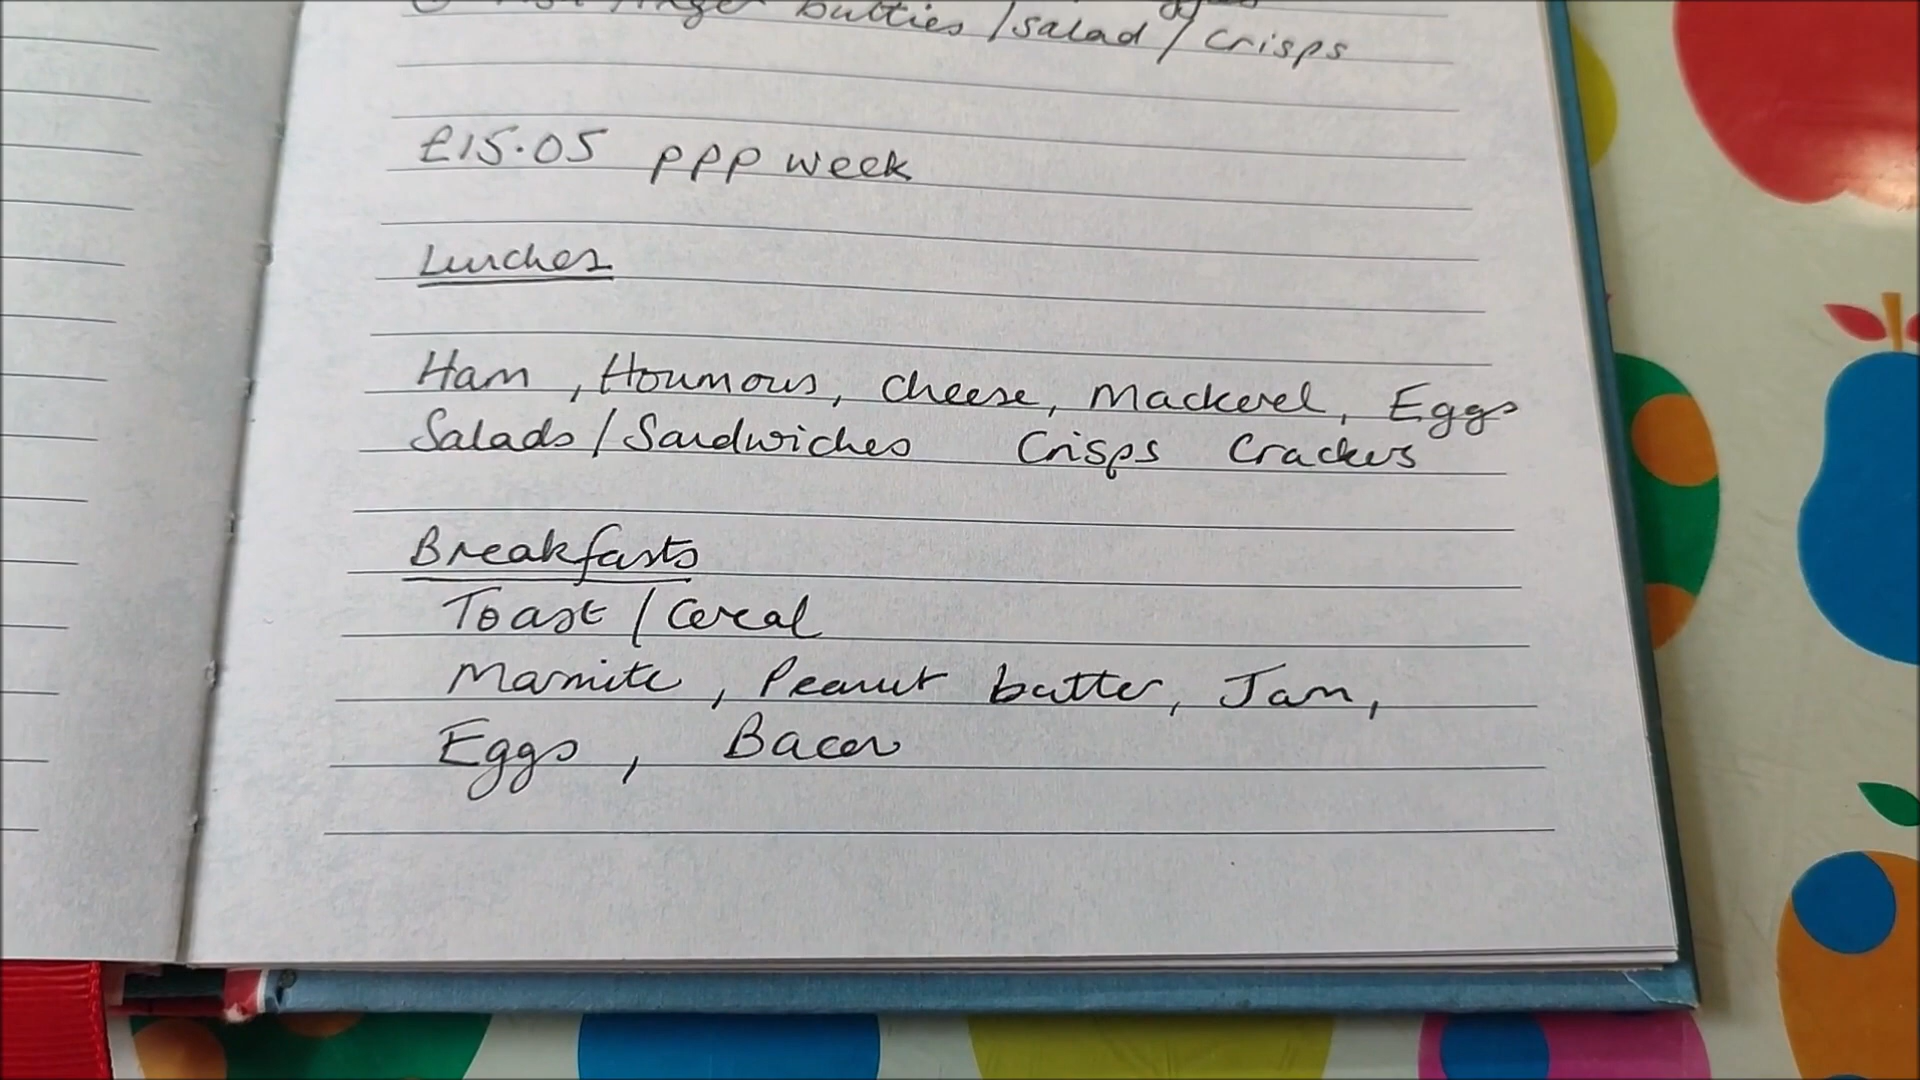 butties / salad / crisps
£15.05 ppp week
Lunches
Ham, Houmous, Cheese, Mackerel, Eggs
Salads / Sandwiches Crisps Crackers
Breakfasts
Toast / Cereal
Marmite, Peanut butter, Jam,
Eggs, Bacon